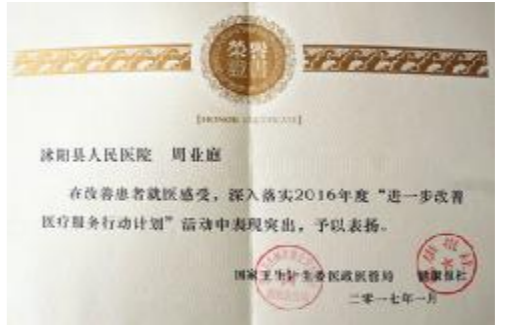 荣誉
证书
[HONOR CERTIFICATE]
沭阳县人民医院 周业庭
在改善患者就医感受，深入落实2016年度“进一步改善
医疗服务行动计划”活动中表现突出，予以表扬。
国家卫生计生委医政医管局 健康报社
二零一七年一月